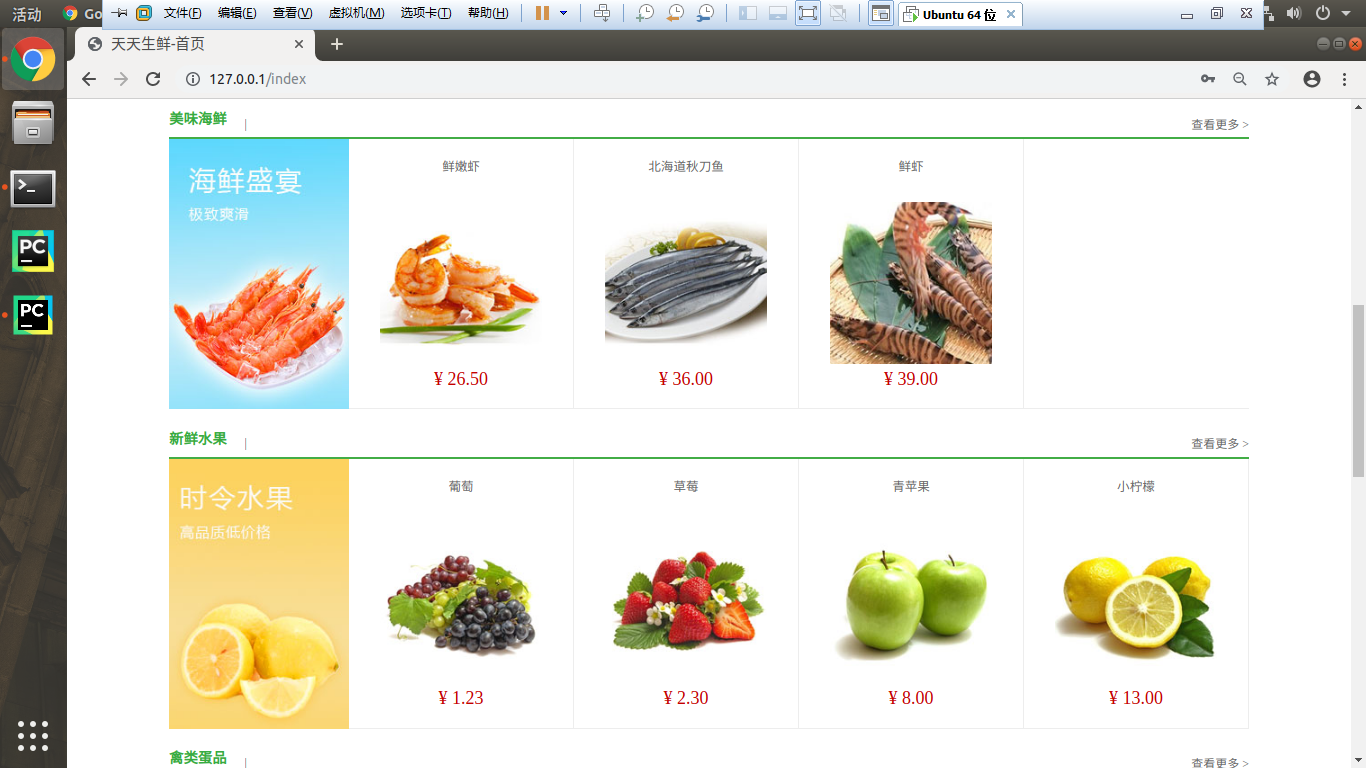 活动
Go
文件(F) 编辑(E) 查看(V) 虚拟机(M) 选项卡(T) 帮助(H)
Ubuntu 64 位
天天生鲜-首页
127.0.0.1/index
美味海鲜 |
查看更多 >
海鲜盛宴
极致爽滑
鲜嫩虾
北海道秋刀鱼
鲜虾
¥ 26.50
¥ 36.00
¥ 39.00
新鲜水果 |
查看更多 >
时令水果
高品质低价格
葡萄
草莓
青苹果
小柠檬
¥ 1.23
¥ 2.30
¥ 8.00
¥ 13.00
禽类蛋品 |
查看更多 >
PC
PC